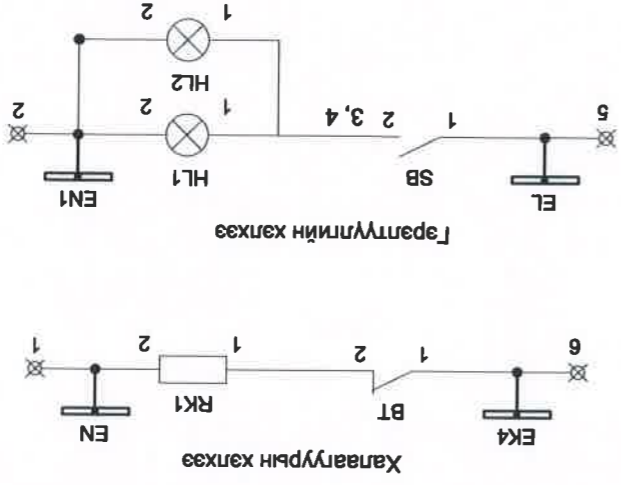 Халаагуурын хэлхээ
EK4 BT RK1 EN
6 1 2 1 2 1
Гэрэлтүүлгийн хэлхээ
EL SB HL1 EN1
5 1 2 3, 4 1 2 2
HL2
1 2